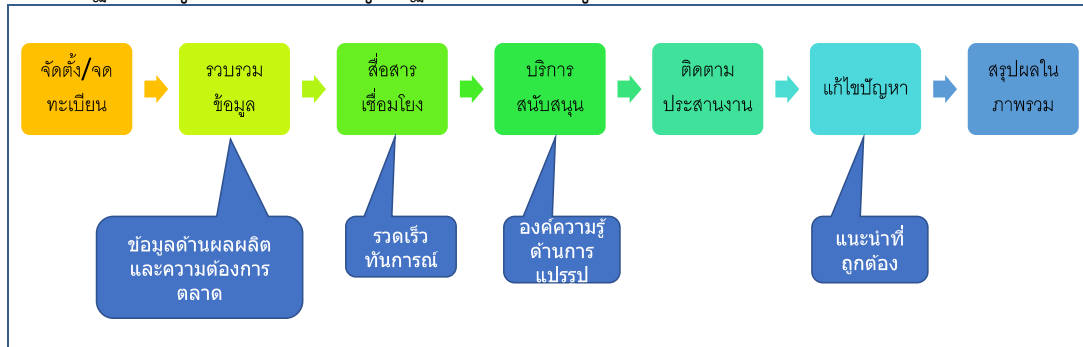 จัดตั้ง/จด
ทะเบียน
รวบรวม
ข้อมูล
สื่อสาร
เชื่อมโยง
บริการ
สนับสนุน
ติดตาม
ประสานงาน
แก้ไขปัญหา
สรุปผลใน
ภาพรวม
ข้อมูลด้านผลผลิต
และความต้องการ
ตลาด
รวดเร็ว
ทันการณ์
องค์ความรู้
ด้านการ
แปรรูป
แนะนำที่
ถูกต้อง